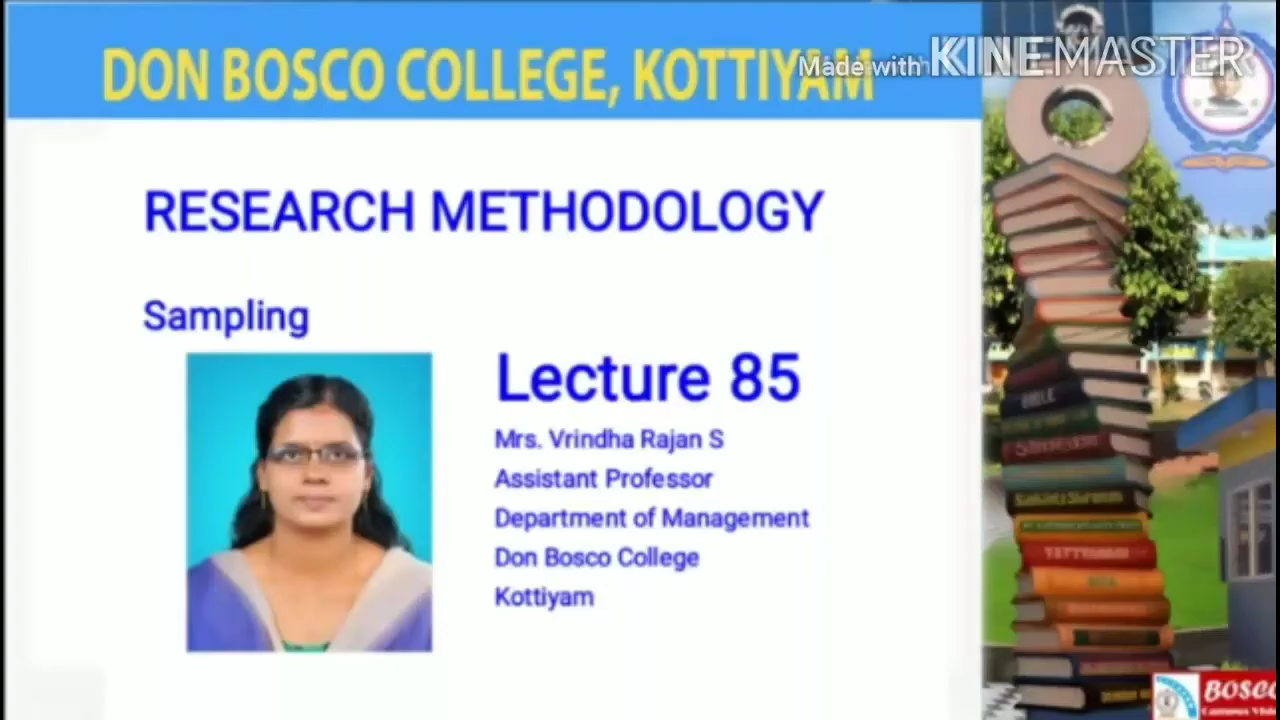 DON BOSCO COLLEGE, KOTTIYAM
Made with KINEMASTER
RESEARCH METHODOLOGY
Sampling
Lecture 85
Mrs. Vrindha Rajan S
Assistant Professor
Department of Management
Don Bosco College
Kottiyam
BIBLE
BOSCO